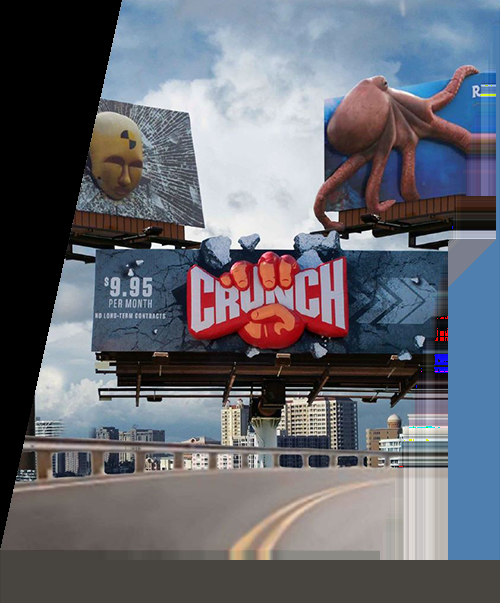 R
$9.95
PER MONTH
NO LONG-TERM CONTRACTS
CRUNCH